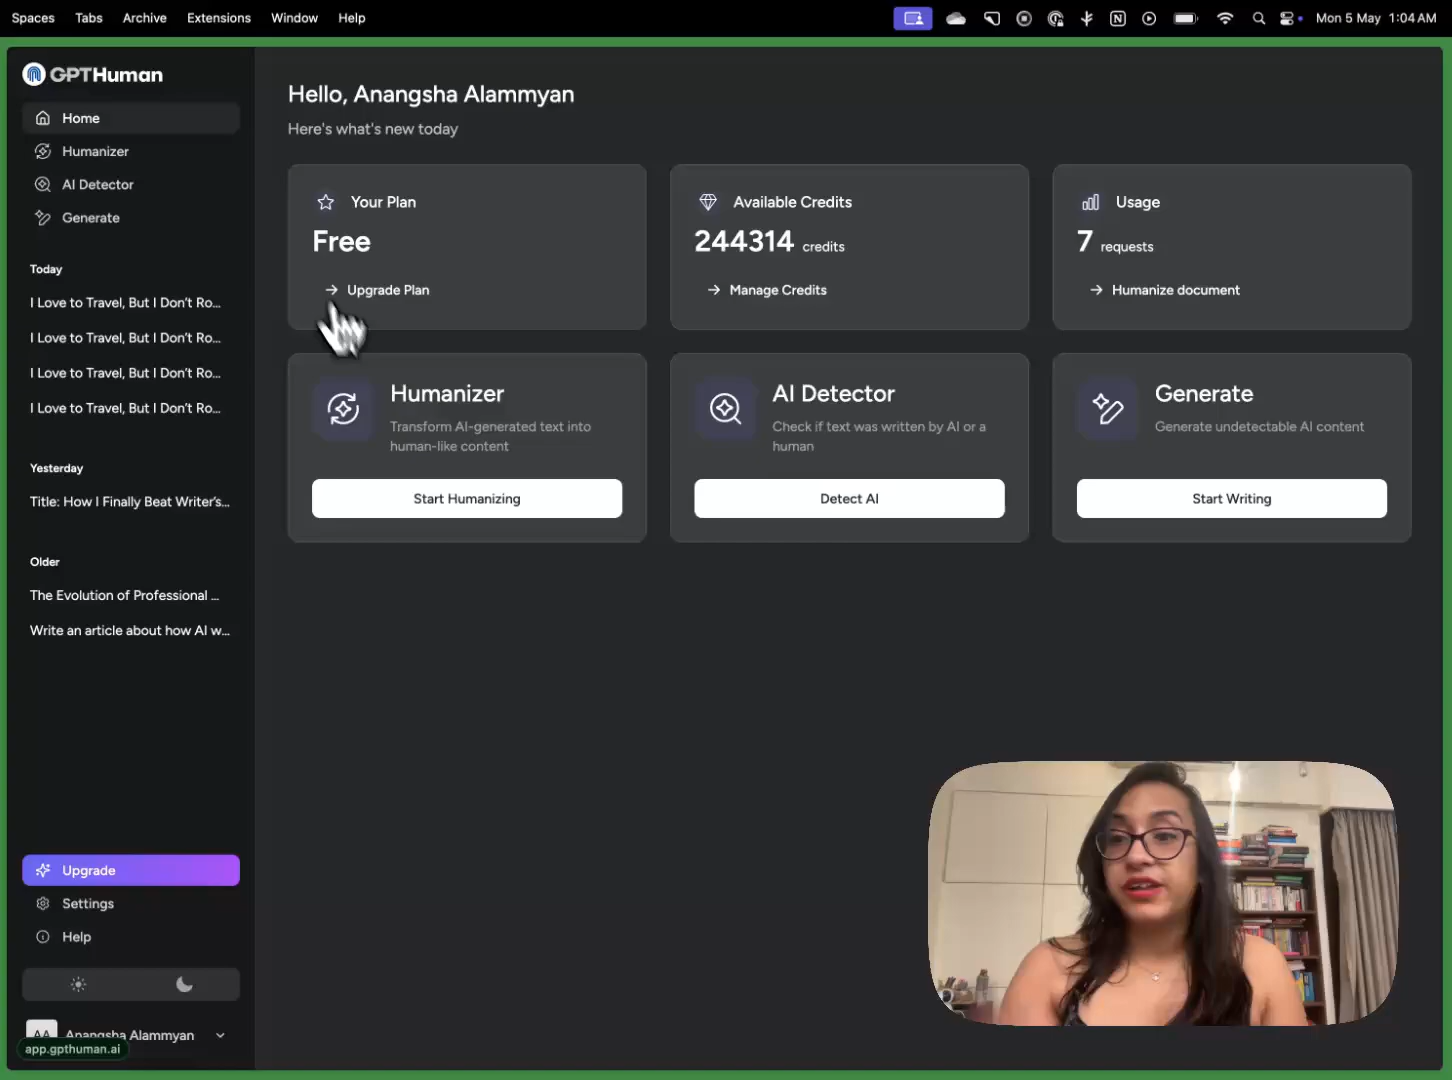 Spaces Tabs Archive Extensions Window Help Mon 5 May 1:04 AM
GPTHuman
Home
Humanizer
AI Detector
Generate
Today
I Love to Travel, But I Don't Ro...
I Love to Travel, But I Don't Ro...
I Love to Travel, But I Don't Ro...
I Love to Travel, But I Don't Ro...
Yesterday
Title: How I Finally Beat Writer's...
Older
The Evolution of Professional ...
Write an article about how AI w...
Upgrade
Settings
Help
AA Anangsha Alammyan
app.gpthuman.ai
Hello, Anangsha Alammyan
Here's what's new today
Your Plan
Free
Upgrade Plan
Available Credits
244314 credits
Manage Credits
Usage
7 requests
Humanize document
Humanizer
Transform AI-generated text into
human-like content
Start Humanizing
AI Detector
Check if text was written by AI or a
human
Detect AI
Generate
Generate undetectable AI content
Start Writing